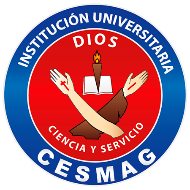 INSTITUCIÓN UNIVERSITARIA
DIOS
CIENCIA Y SERVICIO
CESMAG